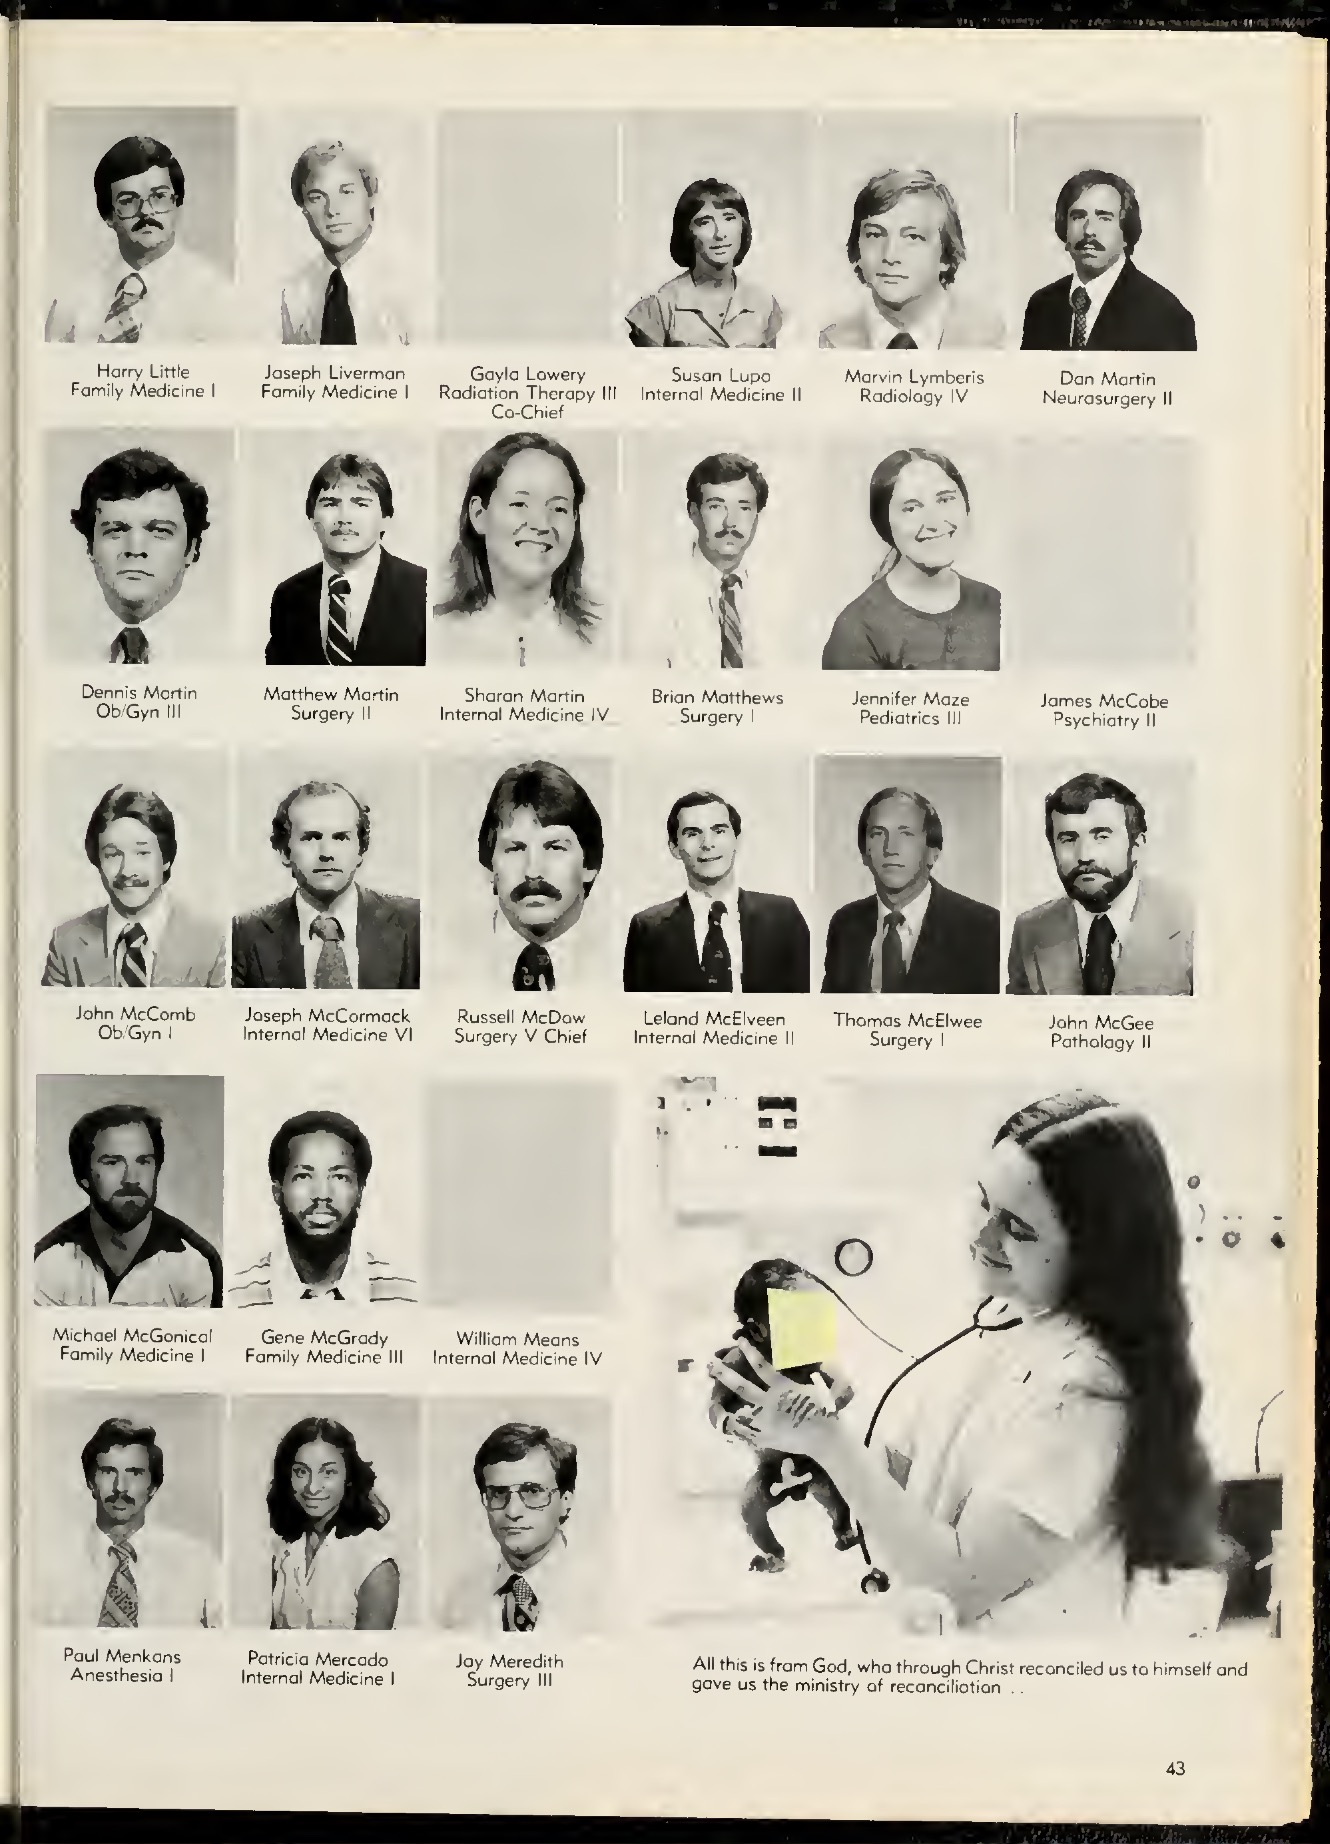 Harry Little
Family Medicine I
Joseph Liverman
Family Medicine I
Gayla Lowery
Radiation Therapy III
Co-Chief
Susan Lupo
Internal Medicine II
Marvin Lymberis
Radiology IV
Dan Martin
Neurosurgery II
Dennis Martin
Ob/Gyn III
Matthew Martin
Surgery II
Sharon Martin
Internal Medicine IV
Brian Matthews
Surgery I
Jennifer Maze
Pediatrics III
James McCabe
Psychiatry II
John McComb
Ob/Gyn I
Joseph McCormack
Internal Medicine VI
Russell McDow
Surgery V Chief
Leland McElveen
Internal Medicine II
Thomas McElwee
Surgery I
John McGee
Pathology II
Michael McGonical
Family Medicine I
Gene McGrady
Family Medicine III
William Means
Internal Medicine IV
Paul Menkans
Anesthesia I
Patricia Mercado
Internal Medicine I
Jay Meredith
Surgery III
All this is from God, who through Christ reconciled us to himself and
gave us the ministry of reconciliation . .
43